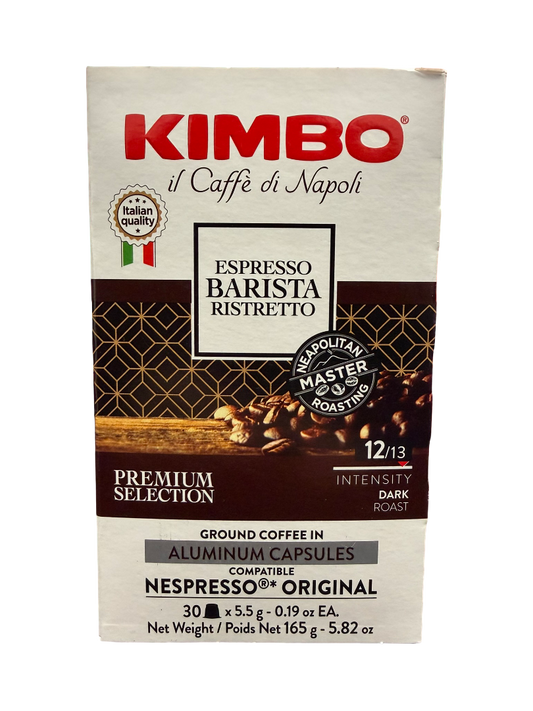 KIMBO®
il Caffè di Napoli
Italian
quality
ESPRESSO
BARISTA
RISTRETTO
NEAPOLITAN
MASTER
ROASTING
12/13
INTENSITY
DARK
ROAST
PREMIUM
SELECTION
GROUND COFFEE IN
ALUMINUM CAPSULES
COMPATIBLE
NESPRESSO®* ORIGINAL
30 x 5.5 g - 0.19 oz EA.
Net Weight / Poids Net 165 g - 5.82 oz